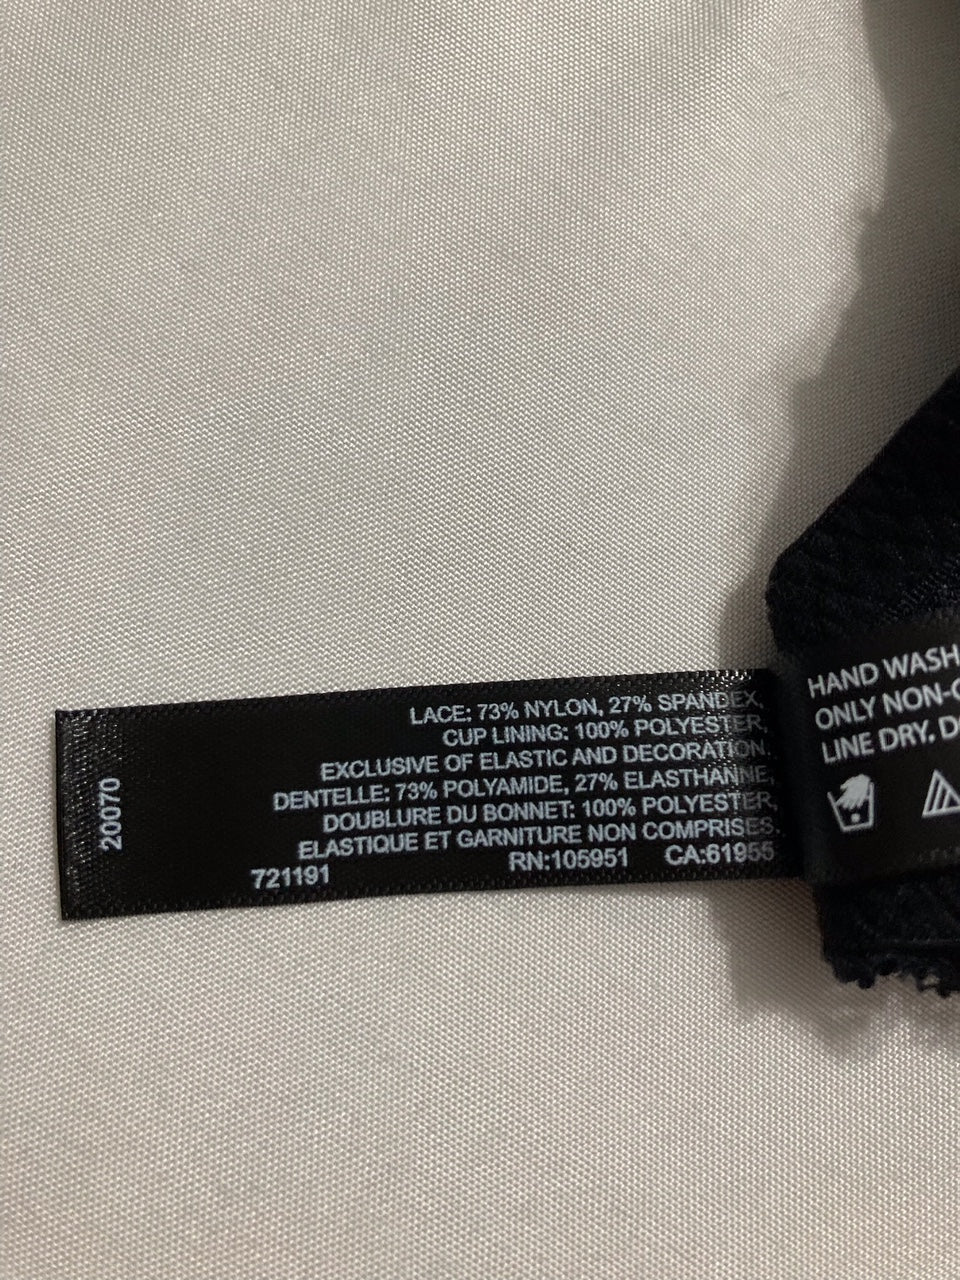 LACE: 73% NYLON, 27% SPANDEX,
CUP LINING: 100% POLYESTER,
EXCLUSIVE OF ELASTIC AND DECORATION.
DENTELLE: 73% POLYAMIDE, 27% ELASTHANNE,
DOUBLURE DU BONNET: 100% POLYESTER,
ELASTIQUE ET GARNITURE NON COMPRISES.
721191 RN:105951 CA:61955
20070
HAND WASH
ONLY NON-
LINE DRY.